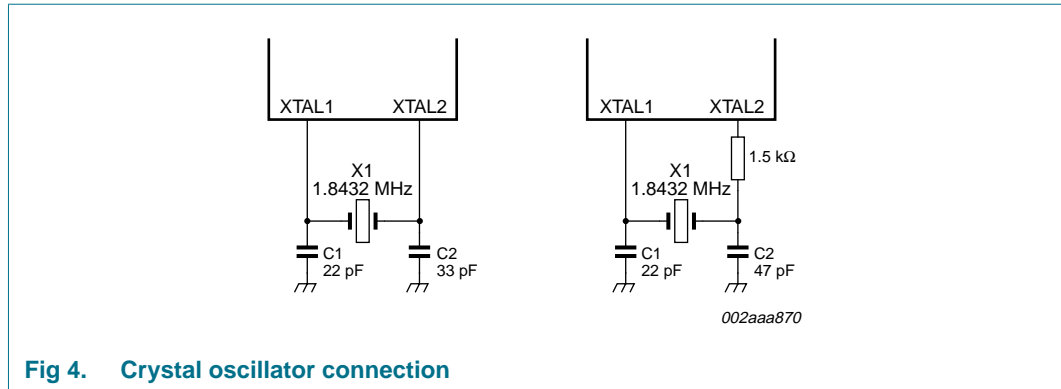 XTAL1 XTAL2
X1
1.8432 MHz
C1
22 pF
C2
33 pF
XTAL1 XTAL2
1.5 kΩ
X1
1.8432 MHz
C1
22 pF
C2
47 pF
002aaa870
Fig 4. Crystal oscillator connection